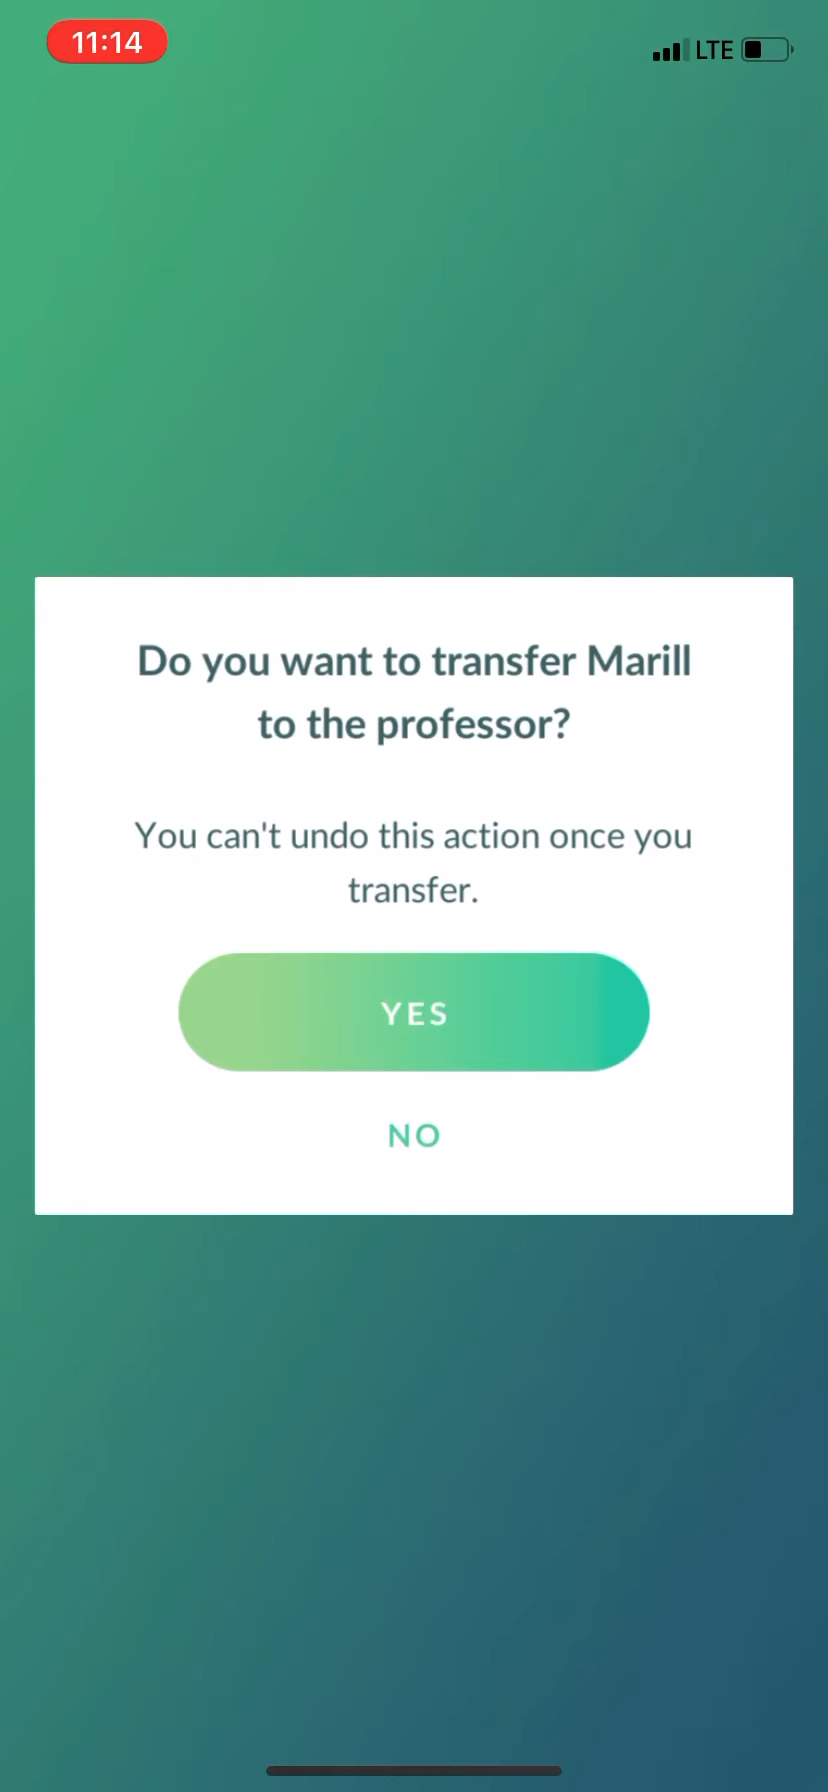 11:14
LTE
Do you want to transfer Marill
to the professor?
You can't undo this action once you
transfer.
YES
NO